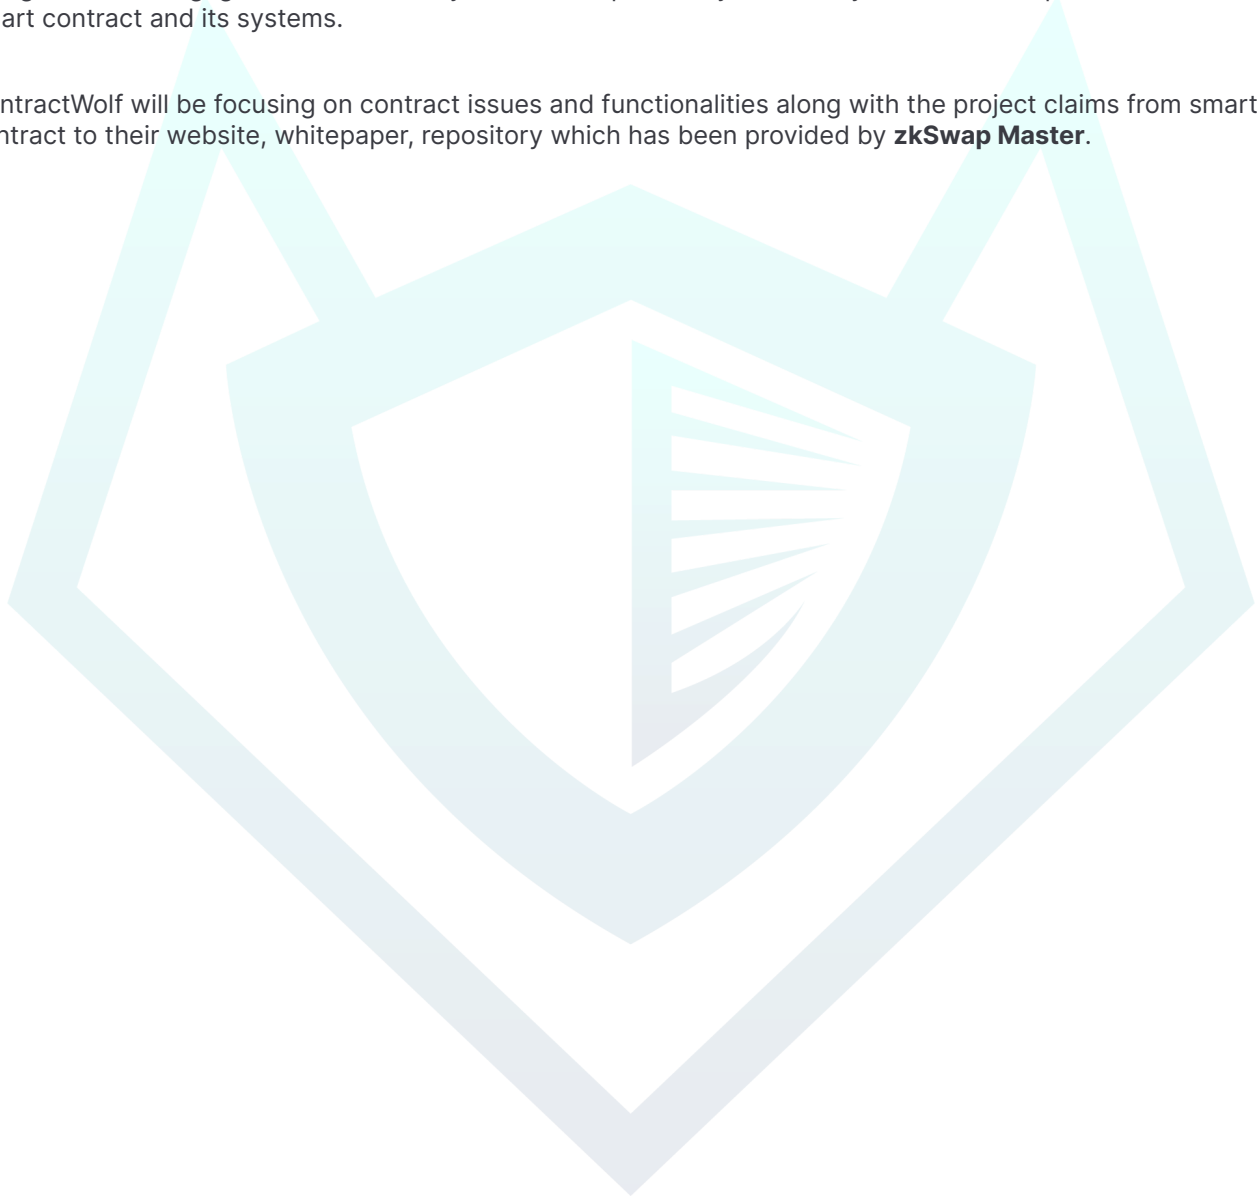 art contract and its systems.
ntractWolf will be focusing on contract issues and functionalities along with the project claims from smart
ntract to their website, whitepaper, repository which has been provided by zkSwap Master.